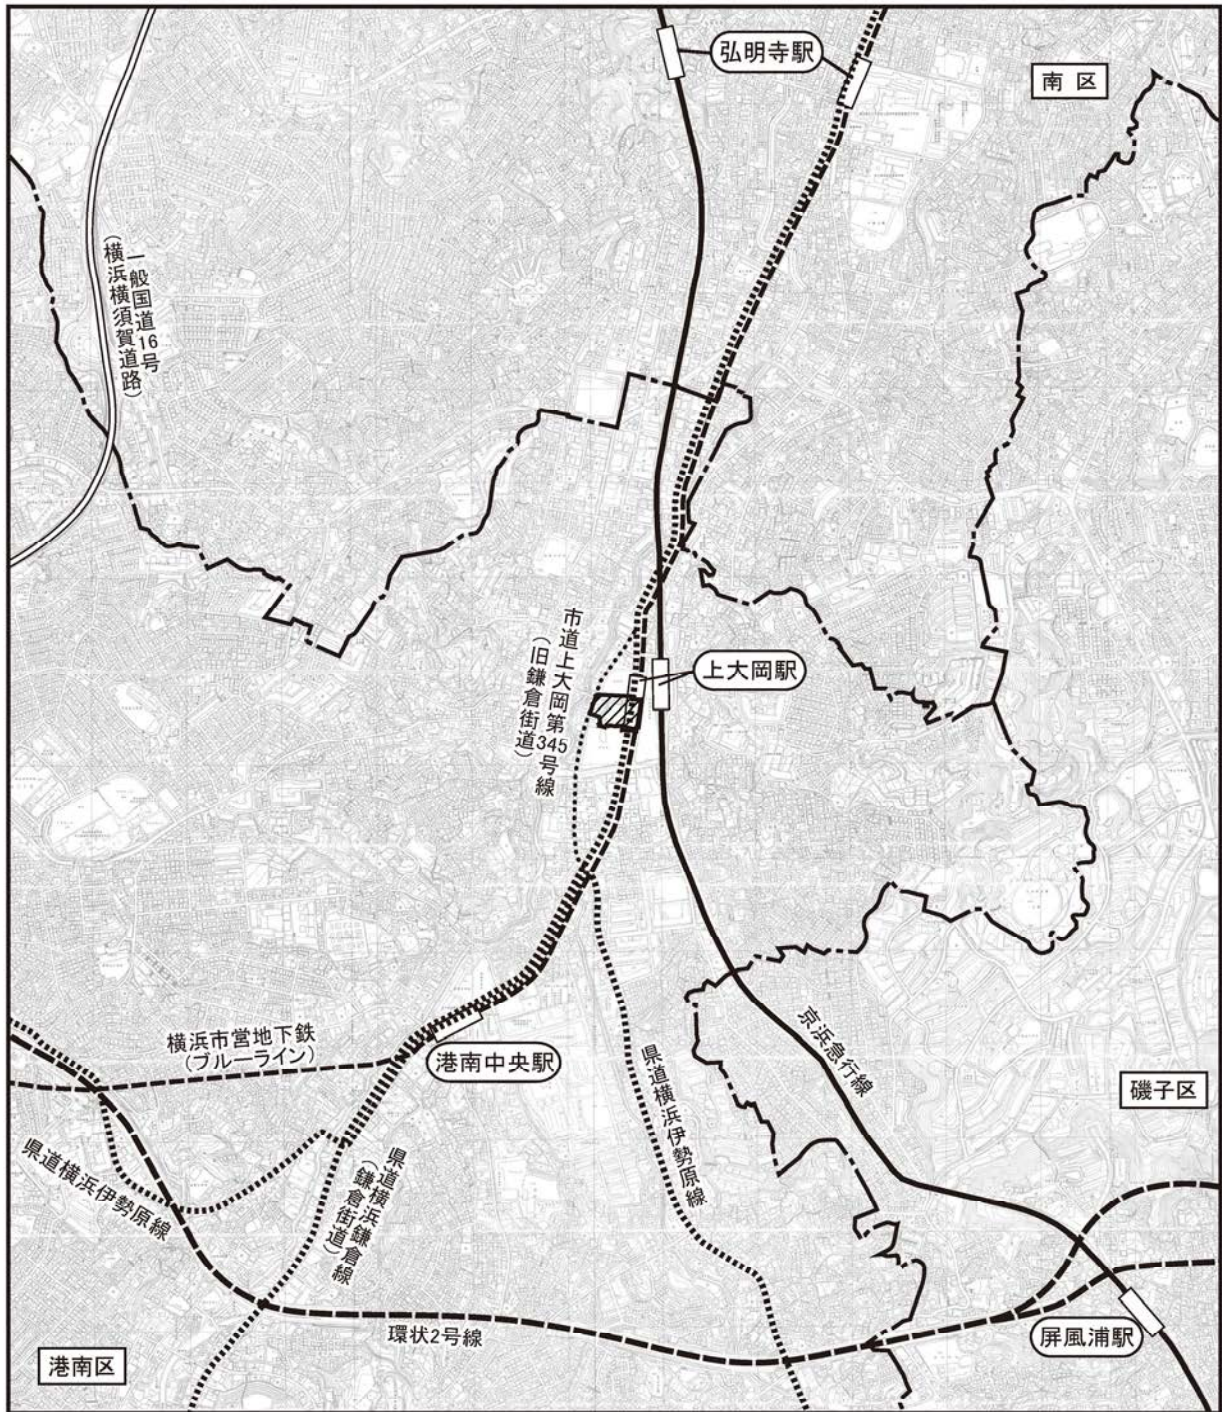 弘明寺駅
南 区
一般国道16号
(横浜横須賀道路)
市道上大岡第345号線
(旧鎌倉街道)
上大岡駅
横浜市営地下鉄
(ブルーライン)
港南中央駅
京浜急行線
県道横浜伊勢原線
磯子区
県道横浜伊勢原線
県道横浜鎌倉線
(鎌倉街道)
環状2号線
屏風浦駅
港南区